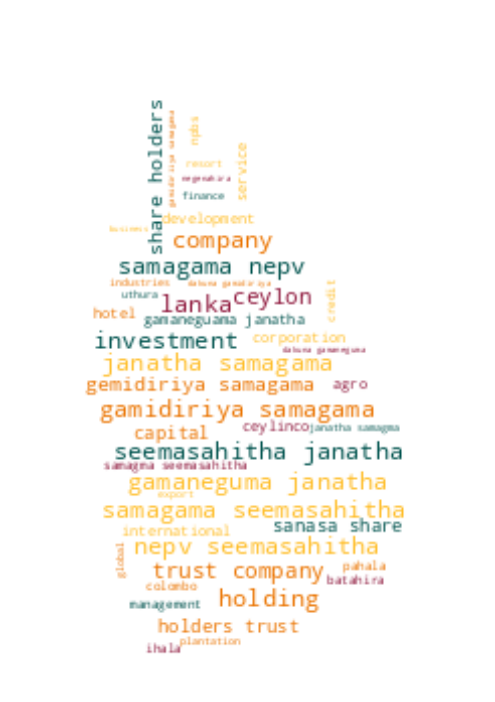 share holders
gamidiriya samagama
npbs
service
resort
negenahira
finance
development
business
company
samagama nepv
industries
dakuna gamidiriya
uthura
lanka
ceylon
credit
hotel
gamaneguama janatha
investment
corporation
dakuna gamaneguma
janatha samagama
gemidiriya samagama
agro
gamidiriya samagama
capital
ceylinco
janatha samagma
seemasahitha janatha
samagma seemasahitha
gamaneguma janatha
export
samagama seemasahitha
international
sanasa share
global
nepv seemasahitha
trust company
pahala
batahira
colombo
management
holding
holders trust
plantation
ihala